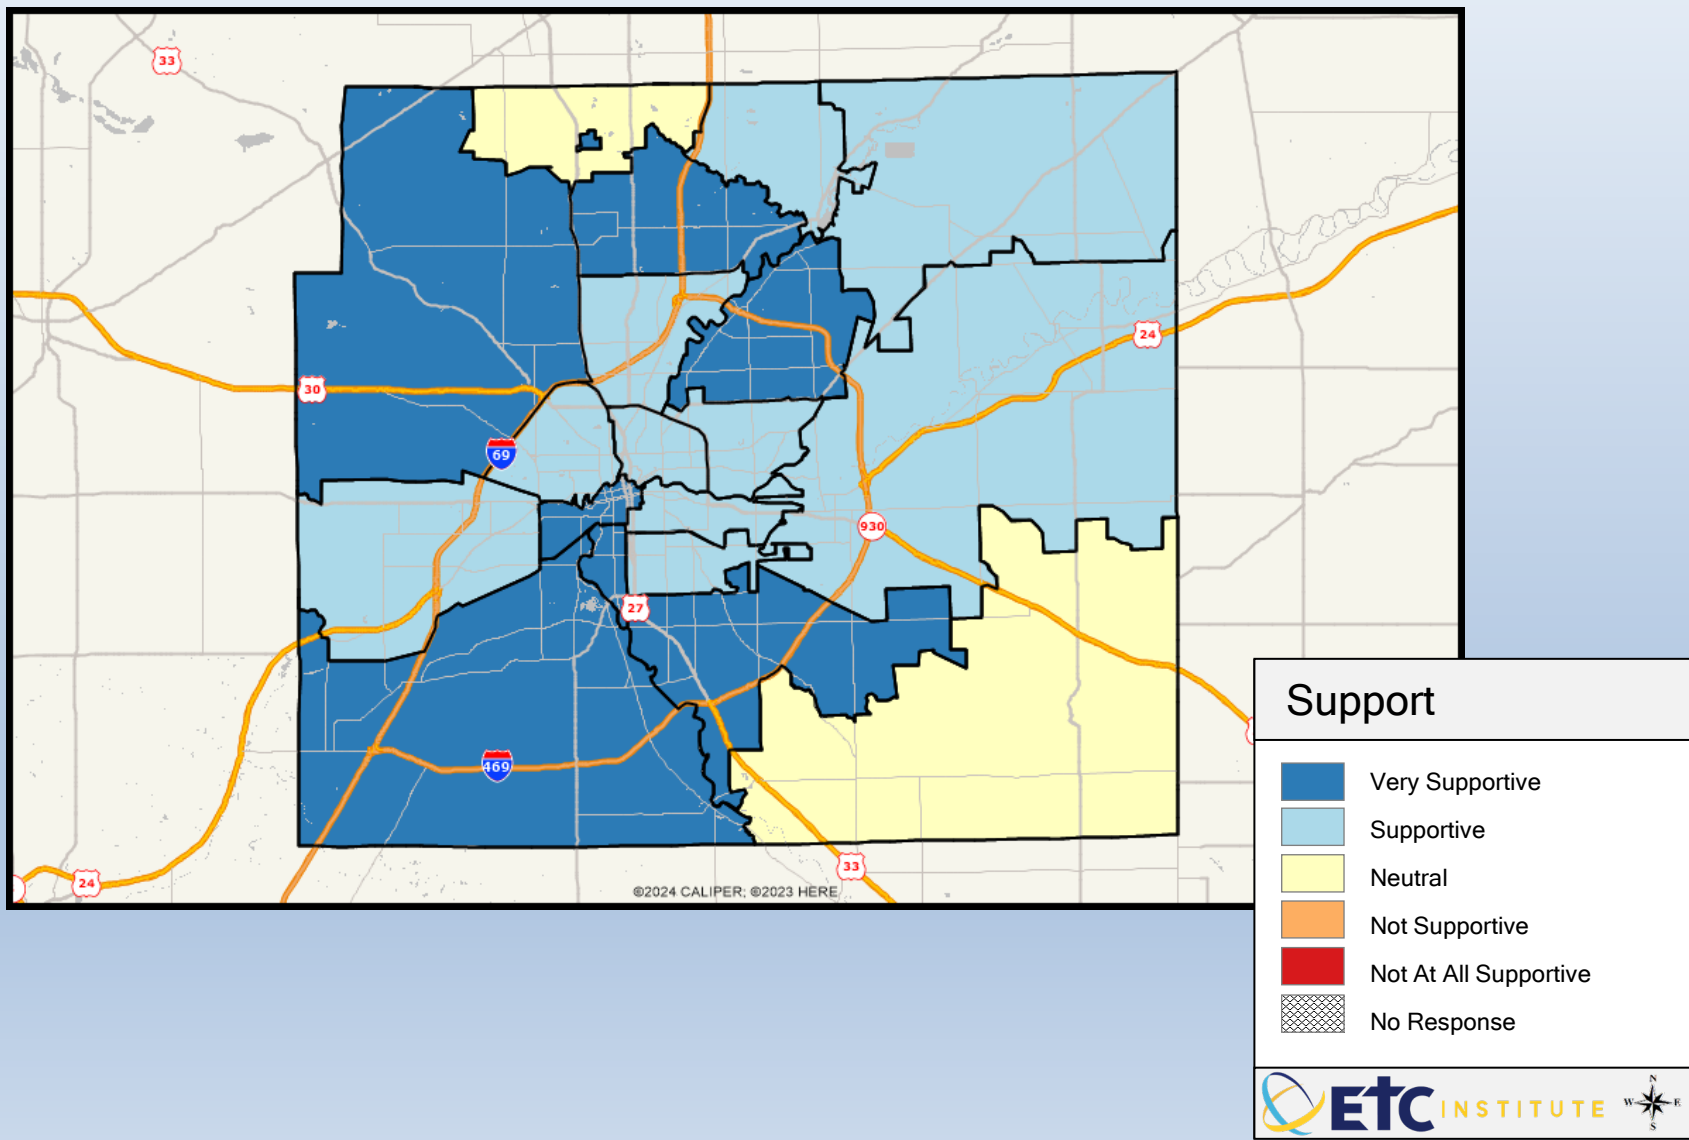 33
24
30
69
930
27
469
33
24
©2024 CALIPER; ©2023 HERE
Support
Very Supportive
Supportive
Neutral
Not Supportive
Not At All Supportive
No Response
N
W E
S
ETC INSTITUTE